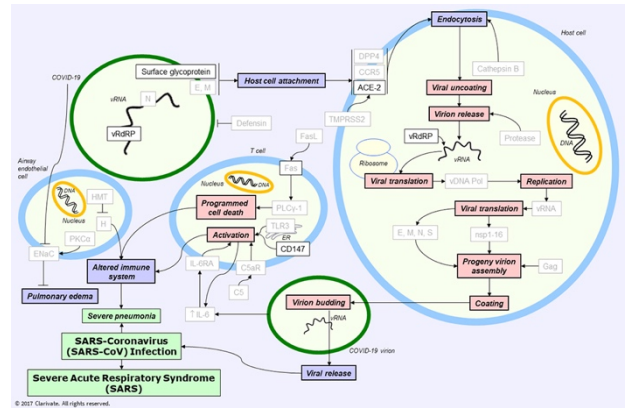 Endocytosis
Host cell
DPP4
CCR5
ACE-2
Cathepsin B
COVID-19
Surface glycoprotein
E, M
Host cell attachment
vRNA
N
vRdRP
TMPRSS2
Defensin
Viral uncoating
Virion release
Nucleus
DNA
vRdRP
vRNA
Protease
FasL
Ribosome
Airway
endothelial
cell
T cell
Fas
Nucleus
DNA
Viral translation
vDNA Pol
Replication
DNA
Nucleus
HMT
H
PKCα
ENaC
Programmed
cell death
PLCγ-1
Activation
TLR3
ER
CD147
Viral translation
vRNA
E, M, N, S
nsp1-16
IL-6RA
C5aR
C5
Altered immune
system
Pulmonary edema
Progeny virion
assembly
Gag
Severe pneumonia
↑IL-6
Virion budding
vRNA
Coating
COVID-19 virion
SARS-Coronavirus
(SARS-CoV) Infection
Viral release
Severe Acute Respiratory Syndrome
(SARS)
© 2017 Clarivate. All rights reserved.